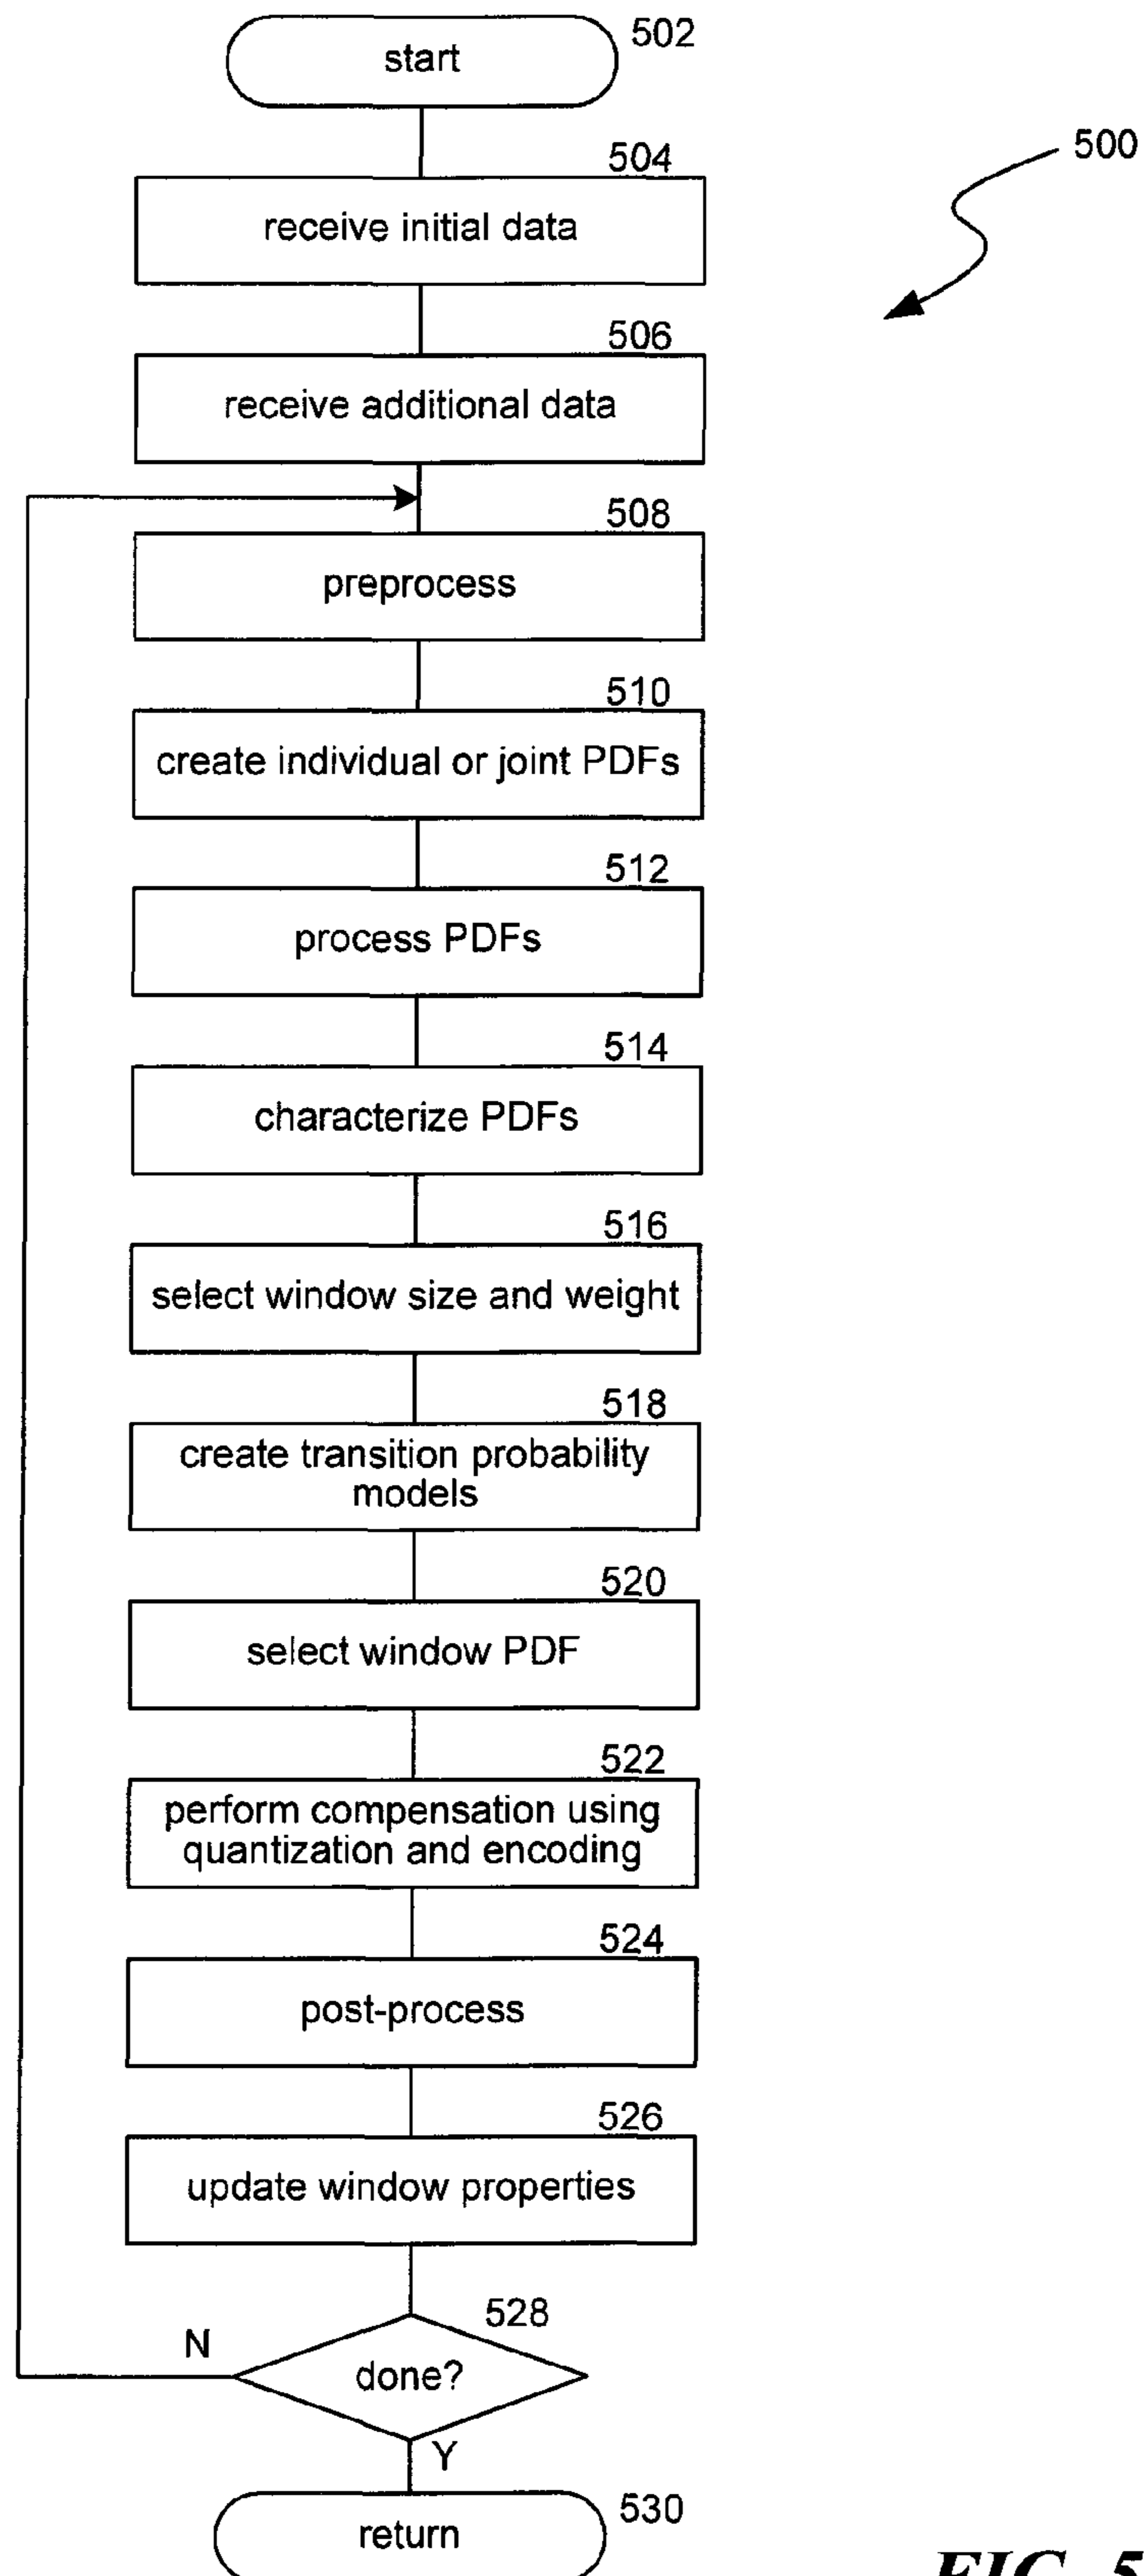 start
502
500
504
receive initial data
506
receive additional data
508
preprocess
510
create individual or joint PDFs
512
process PDFs
514
characterize PDFs
516
select window size and weight
518
create transition probability
models
520
select window PDF
522
perform compensation using
quantization and encoding
524
post-process
526
update window properties
528
N
done?
Y
530
return
FIG. 5